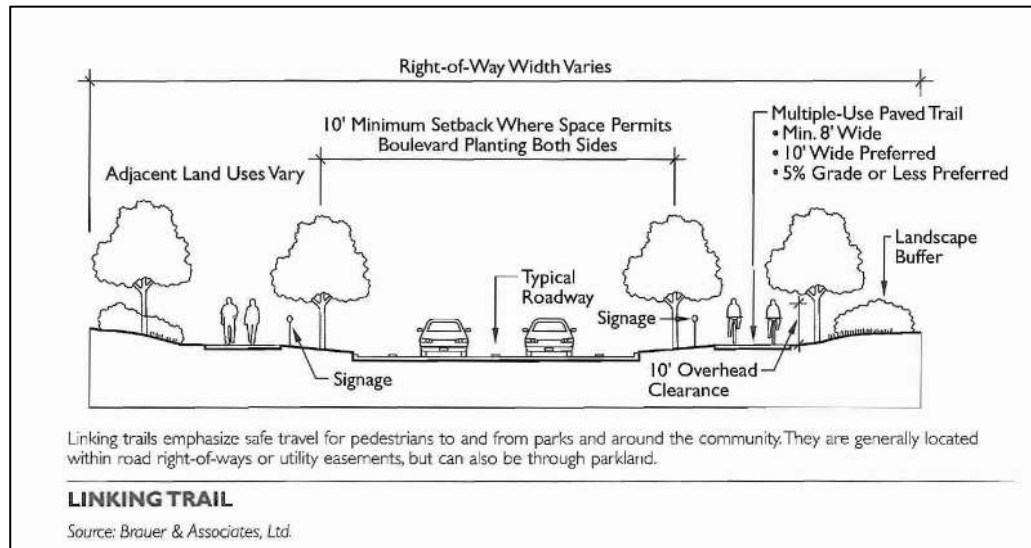 Right-of-Way Width Varies
10' Minimum Setback Where Space Permits
Boulevard Planting Both Sides
Adjacent Land Uses Vary
Multiple-Use Paved Trail
• Min. 8' Wide
• 10' Wide Preferred
• 5% Grade or Less Preferred
Landscape
Buffer
Typical
Roadway
Signage
Signage
10' Overhead
Clearance
Linking trails emphasize safe travel for pedestrians to and from parks and around the community. They are generally located
within road right-of-ways or utility easements, but can also be through parkland.
LINKING TRAIL
Source: Brauer & Associates, Ltd.